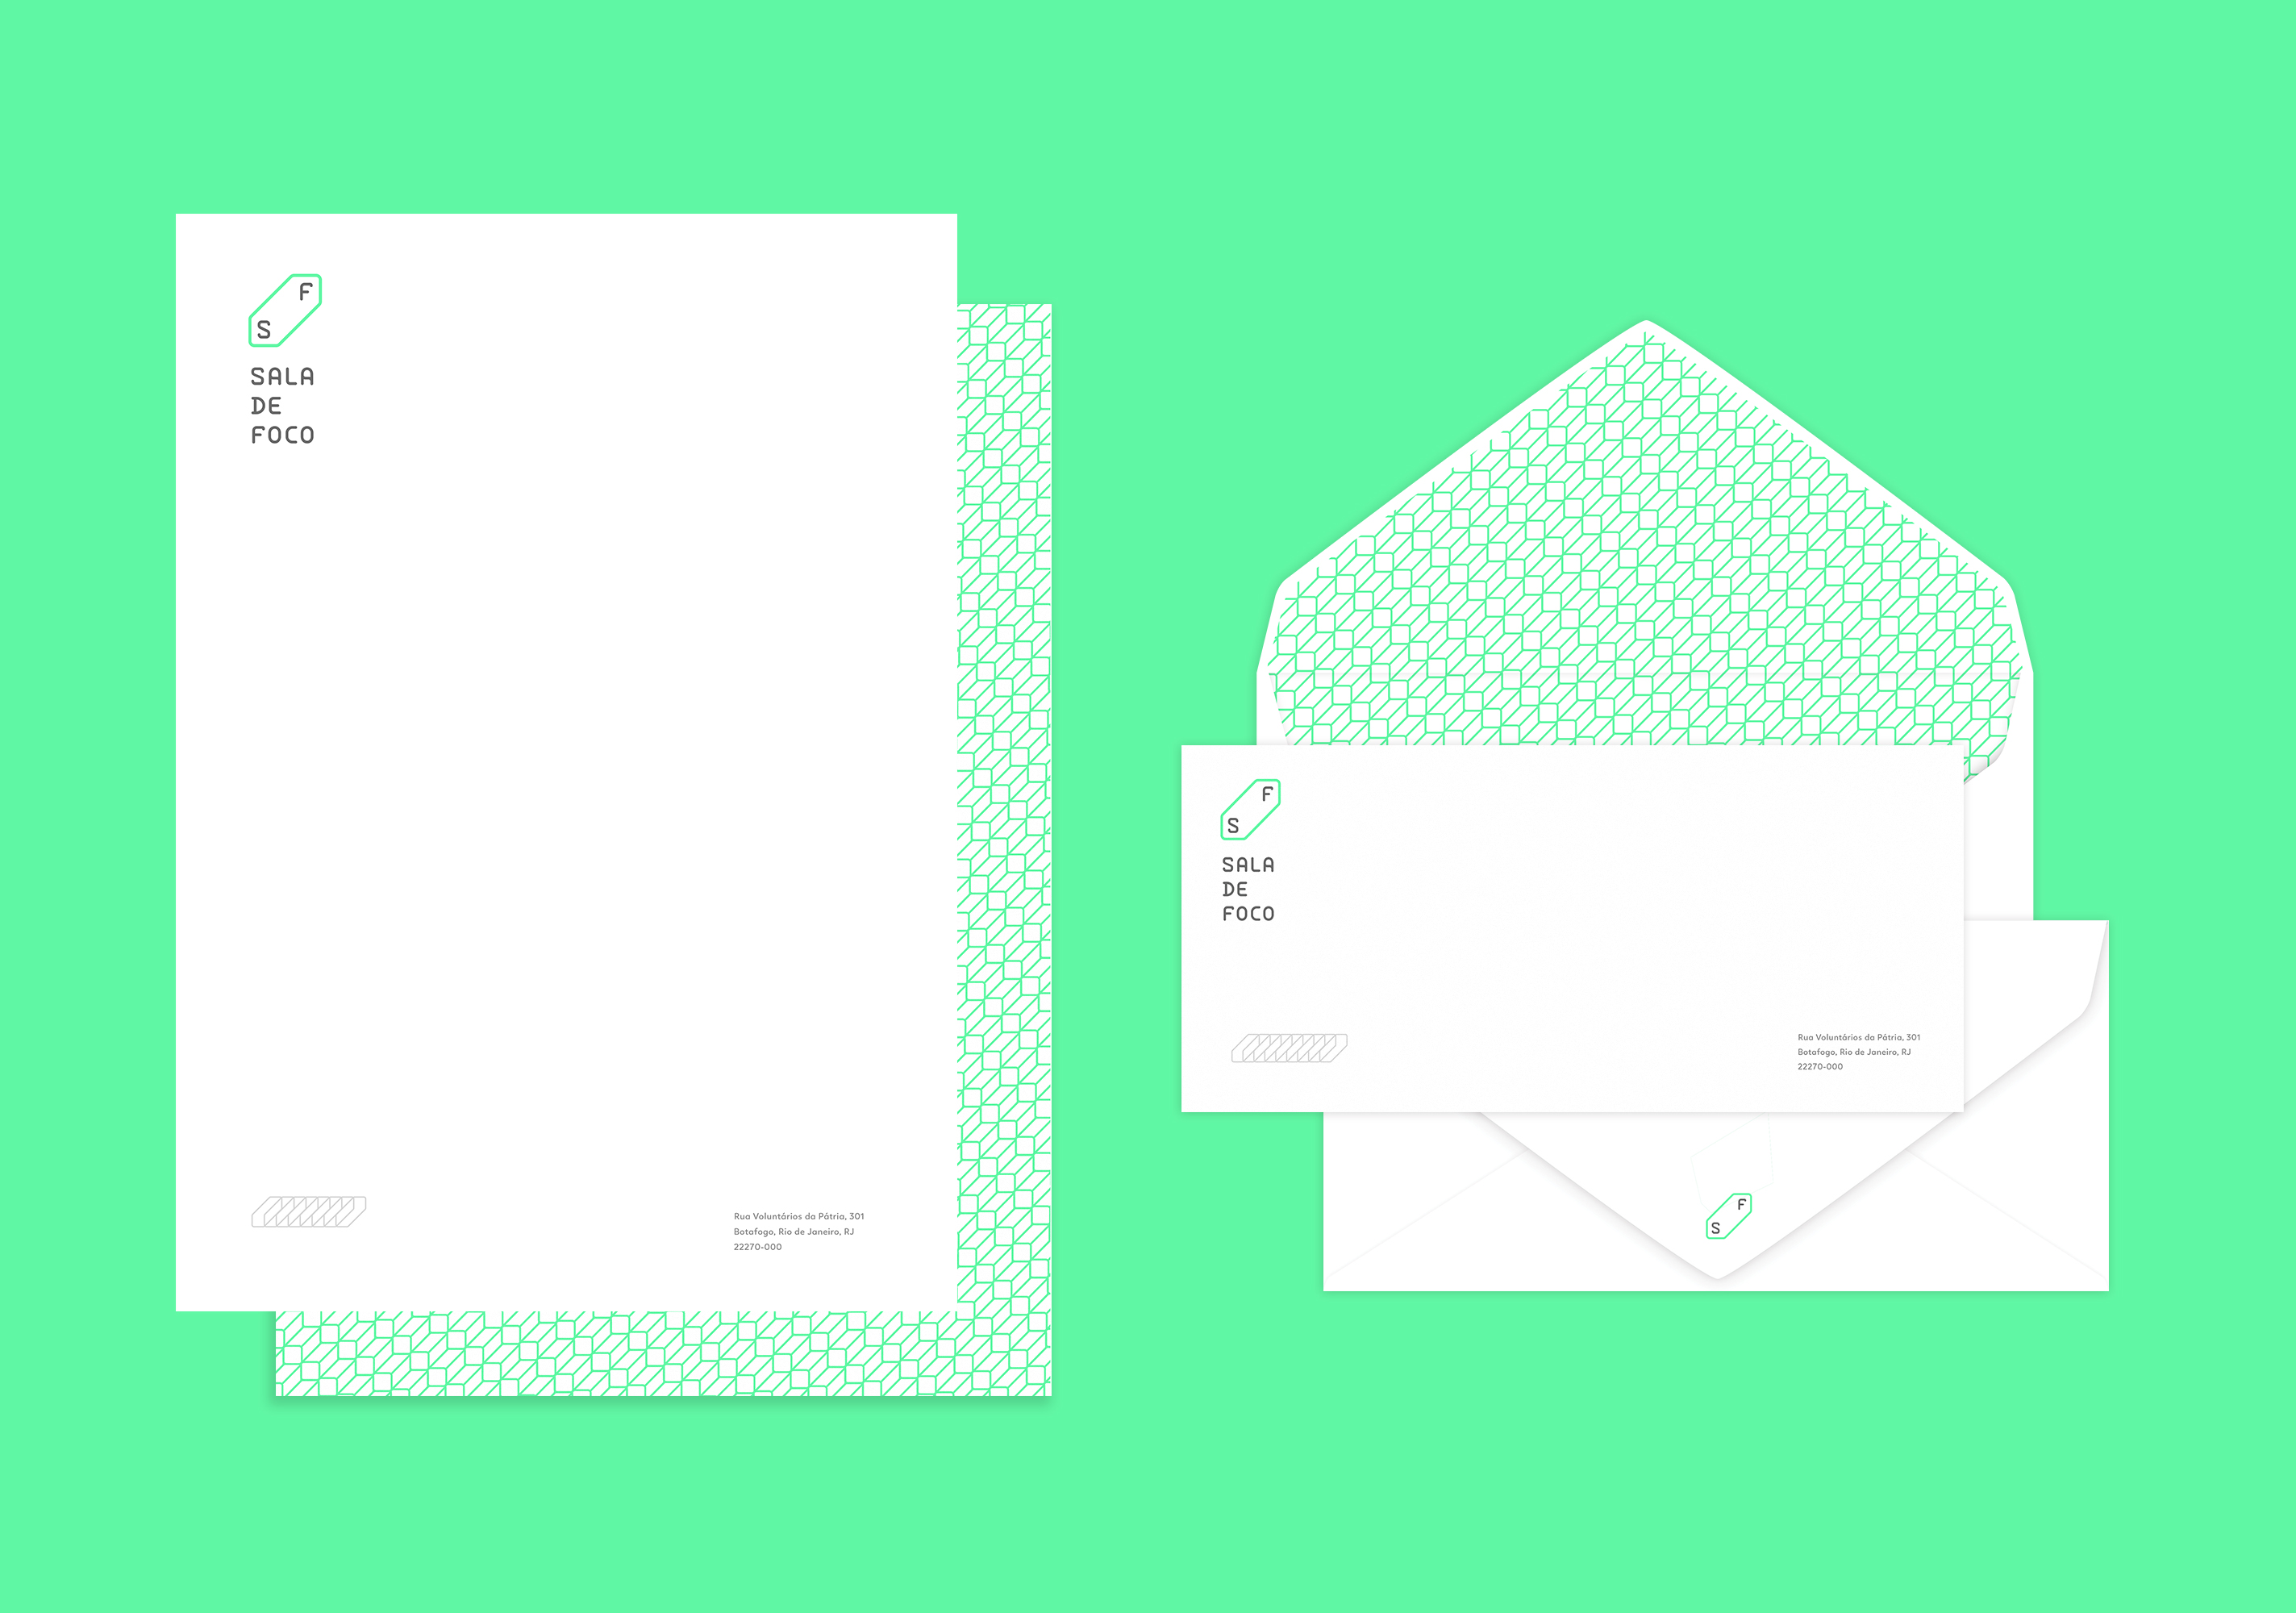 F
S
SALA
DE
FOCO
Rua Voluntários da Pátria, 301
Botafogo, Rio de Janeiro, RJ
22270-000
F
S
SALA
DE
FOCO
Rua Voluntários da Pátria, 301
Botafogo, Rio de Janeiro, RJ
22270-000
F
S